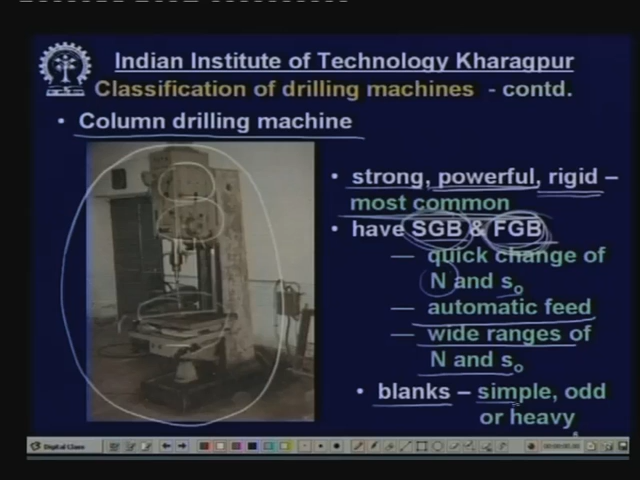 Indian Institute of Technology Kharagpur
Classification of drilling machines - contd.
• Column drilling machine
• strong, powerful, rigid –
most common
• have SGB & FGB
— quick change of
N and so
— automatic feed
— wide ranges of
N and so
• blanks – simple, odd
or heavy
Digital Class